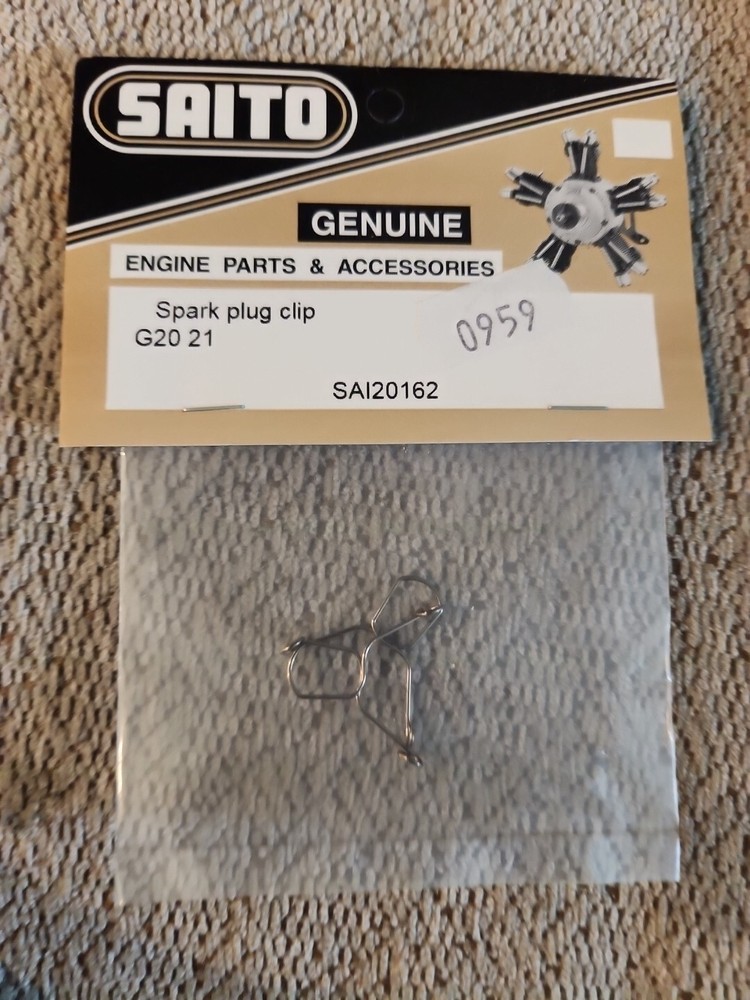 SAITO
GENUINE
ENGINE PARTS & ACCESSORIES
Spark plug clip
G20 21
0959
SAI20162